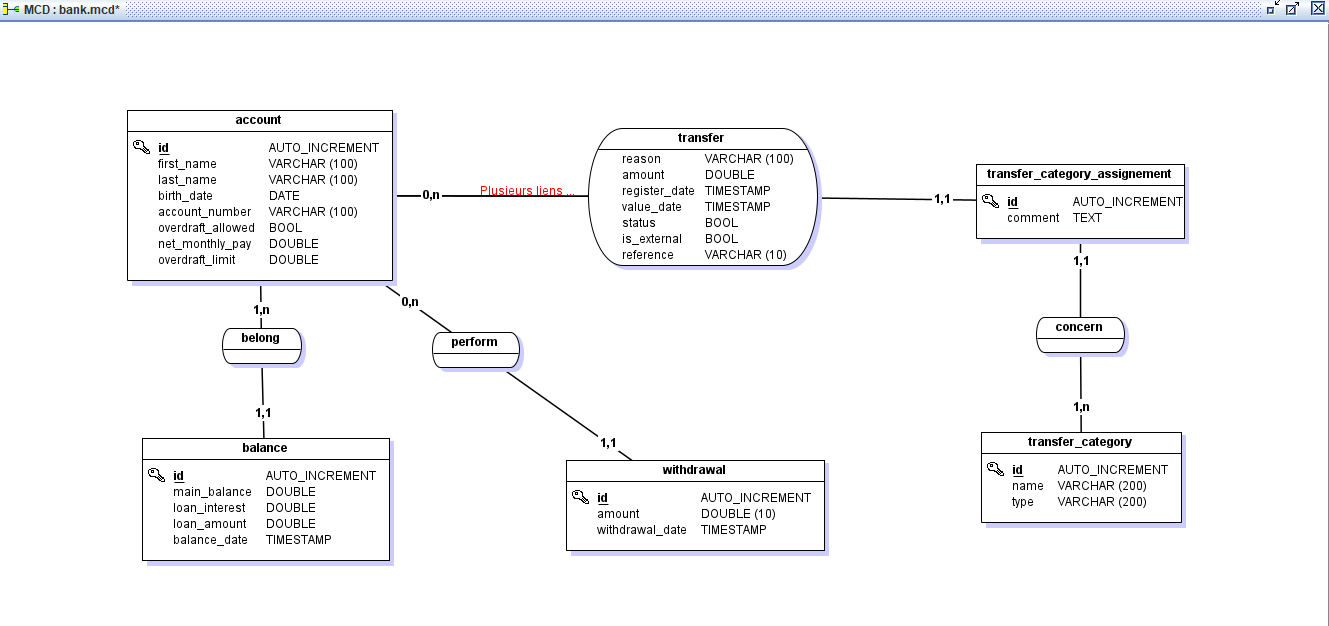 MCD : bank.mcd*
account
id AUTO_INCREMENT
first_name VARCHAR (100)
last_name VARCHAR (100)
birth_date DATE
account_number VARCHAR (100)
overdraft_allowed BOOL
net_monthly_pay DOUBLE
overdraft_limit DOUBLE
0,n
Plusieurs liens ...
transfer
reason VARCHAR (100)
amount DOUBLE
register_date TIMESTAMP
value_date TIMESTAMP
status BOOL
is_external BOOL
reference VARCHAR (10)
1,1
transfer_category_assignement
id AUTO_INCREMENT
comment TEXT
1,1
concern
1,n
transfer_category
id AUTO_INCREMENT
name VARCHAR (200)
type VARCHAR (200)
1,n
belong
1,1
balance
id AUTO_INCREMENT
main_balance DOUBLE
loan_interest DOUBLE
loan_amount DOUBLE
balance_date TIMESTAMP
0,n
perform
1,1
withdrawal
id AUTO_INCREMENT
amount DOUBLE (10)
withdrawal_date TIMESTAMP